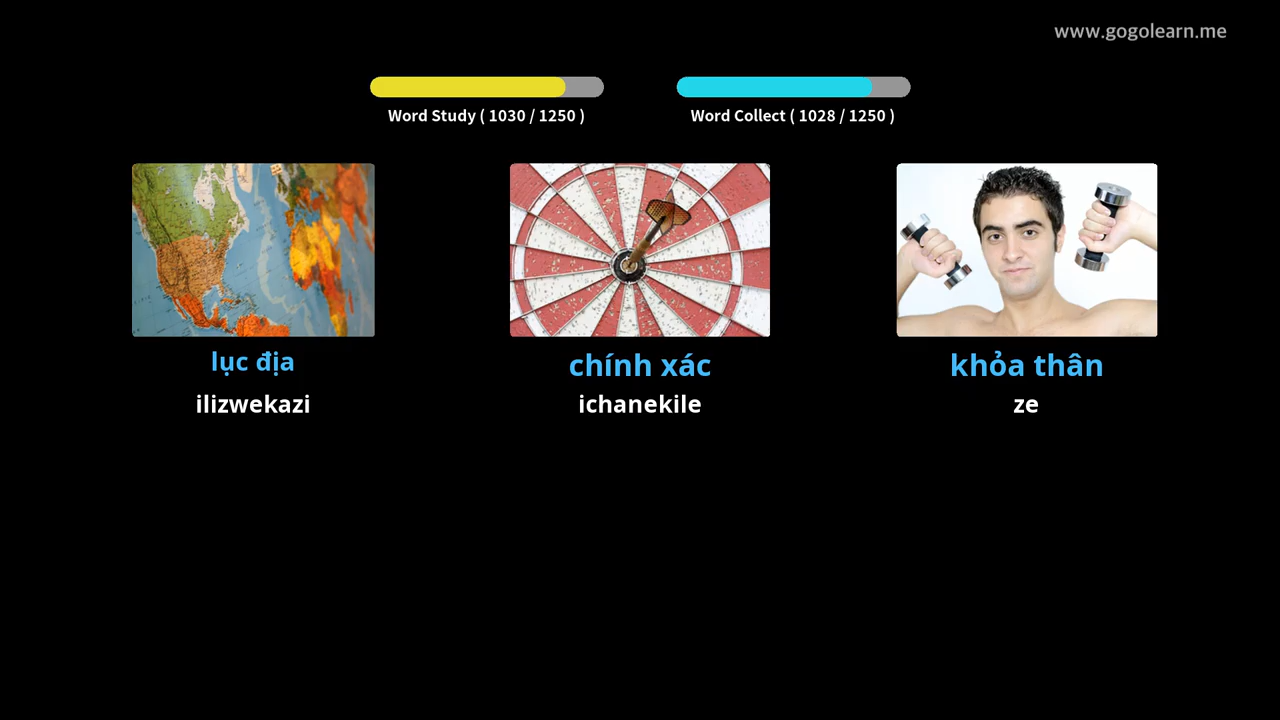 www.gogolearn.me
Word Study ( 1030 / 1250 )
Word Collect ( 1028 / 1250 )
lục địa
chính xác
khỏa thân
ilizwekazi
ichanekile
ze